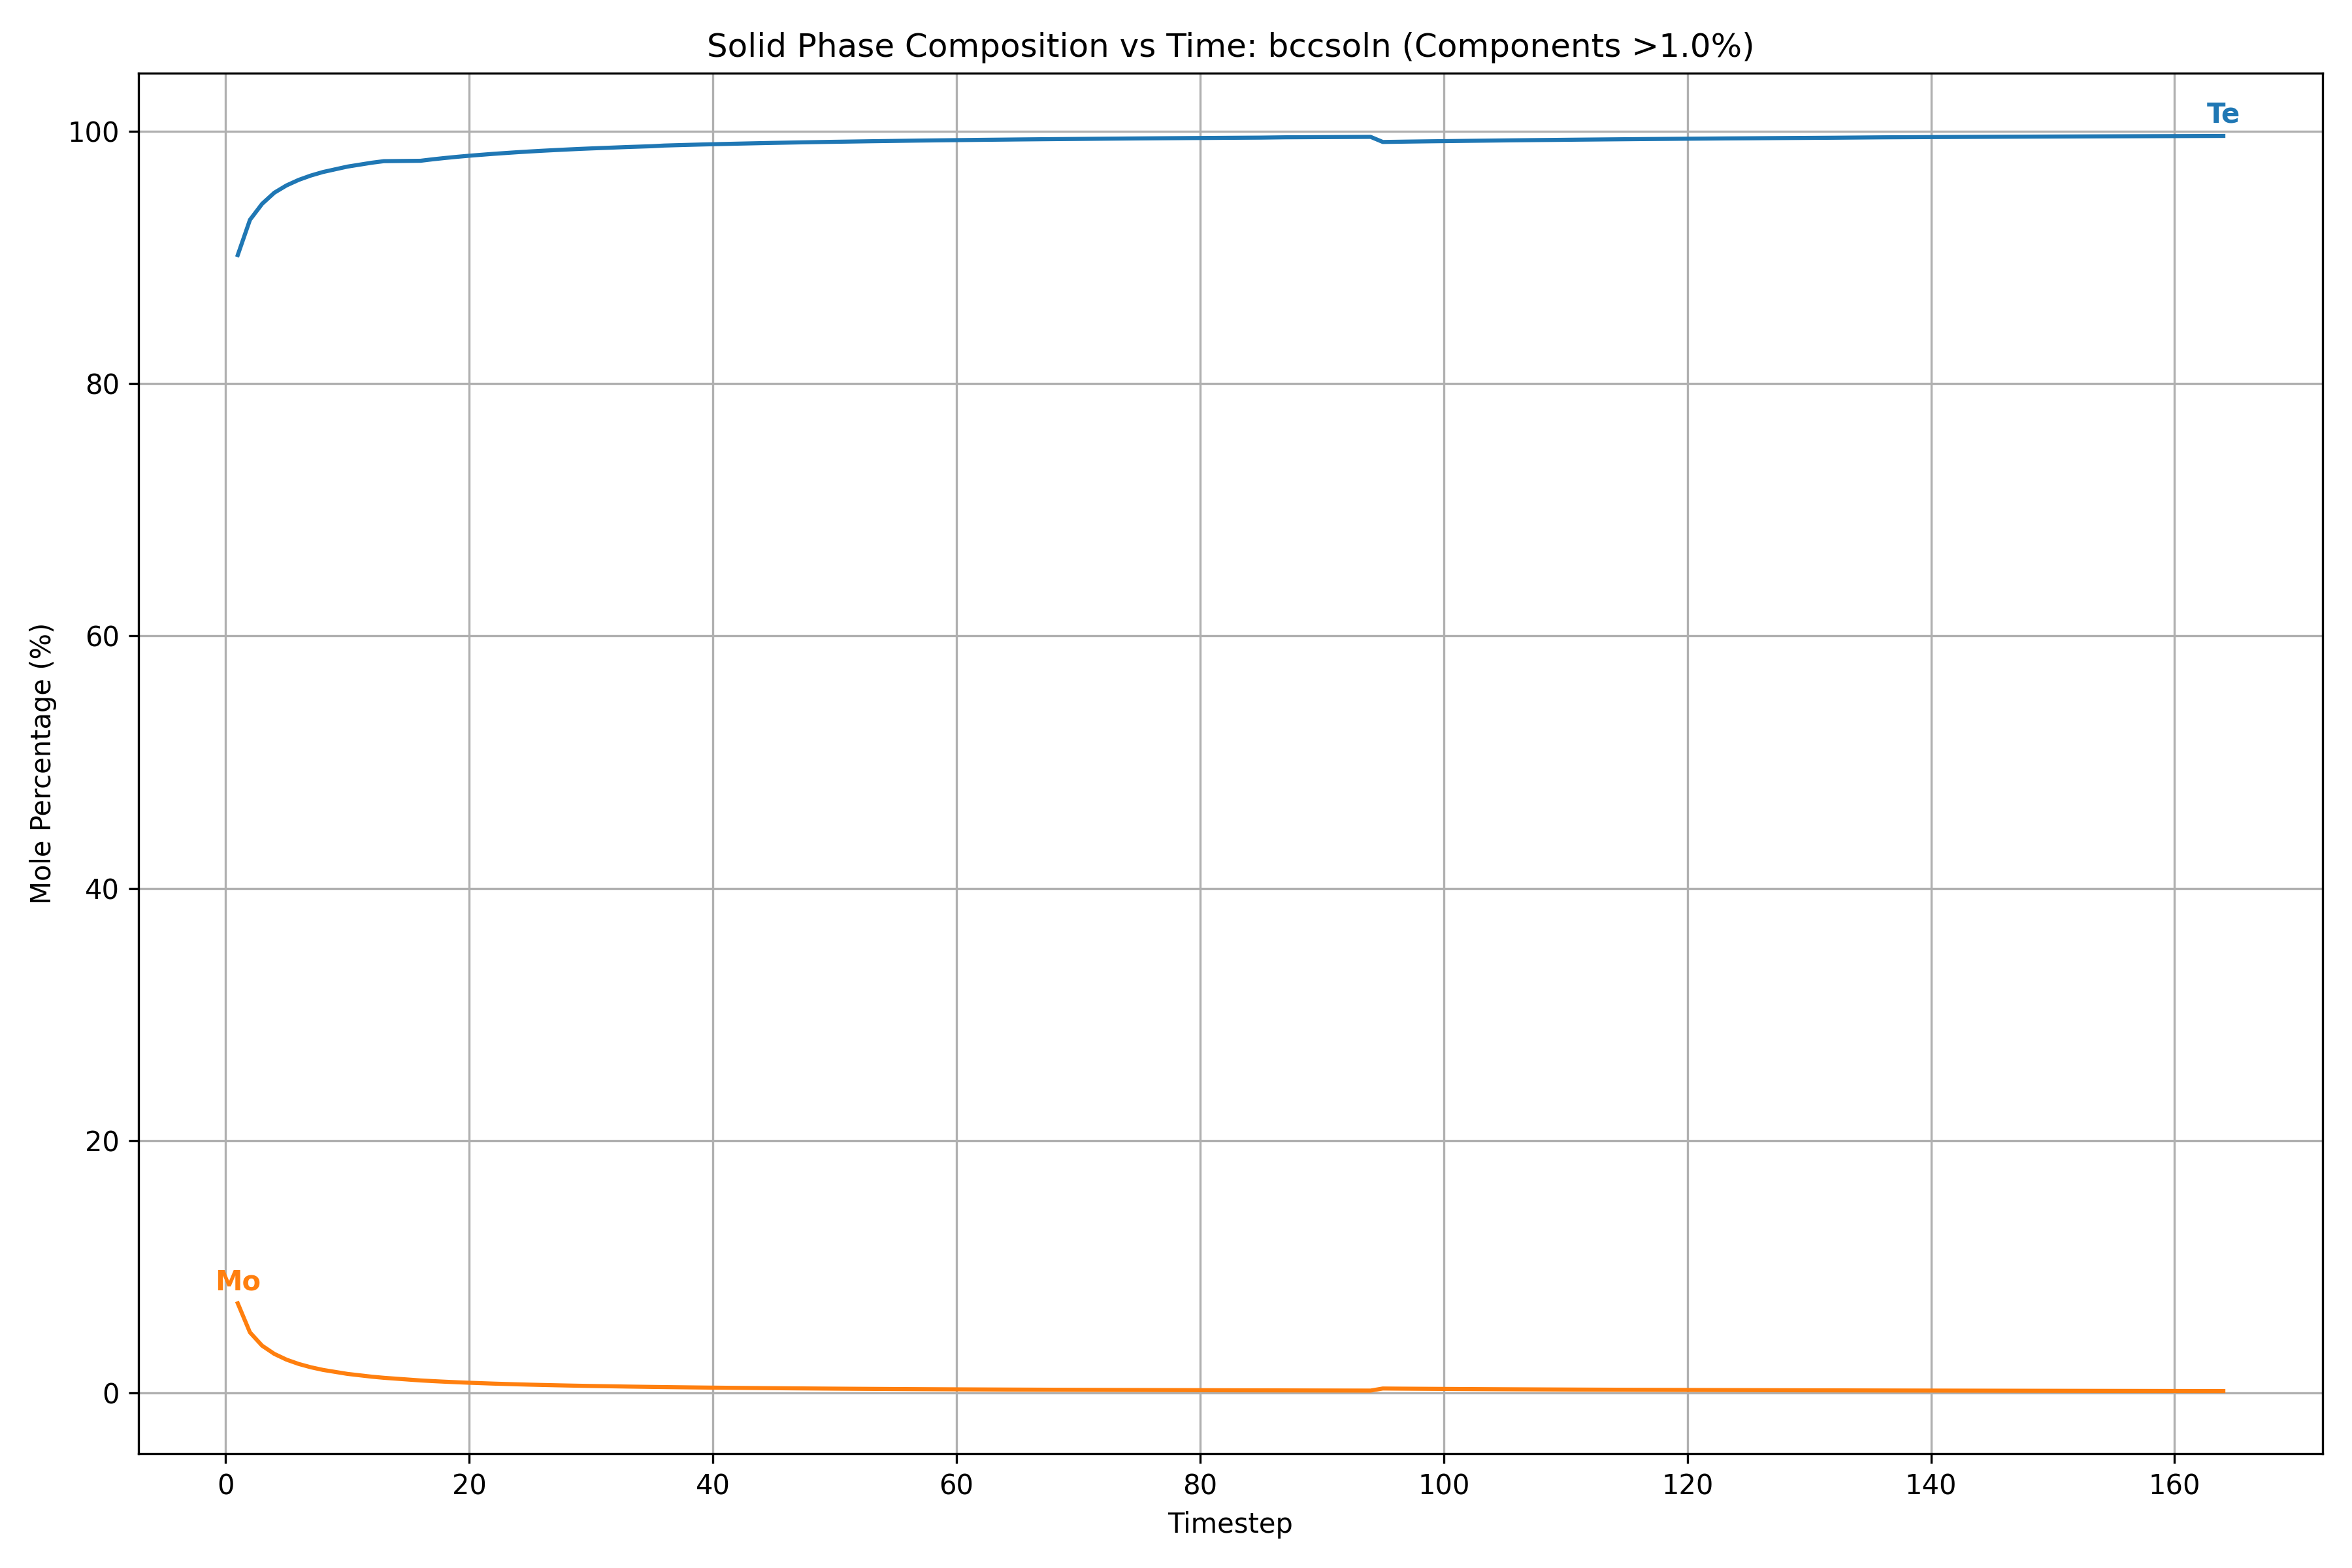 Solid Phase Composition vs Time: bccsoln (Components >1.0%)
Te
100
80
60
40
20
0
Mole Percentage (%)
Mo
0 20 40 60 80 100 120 140 160
Timestep